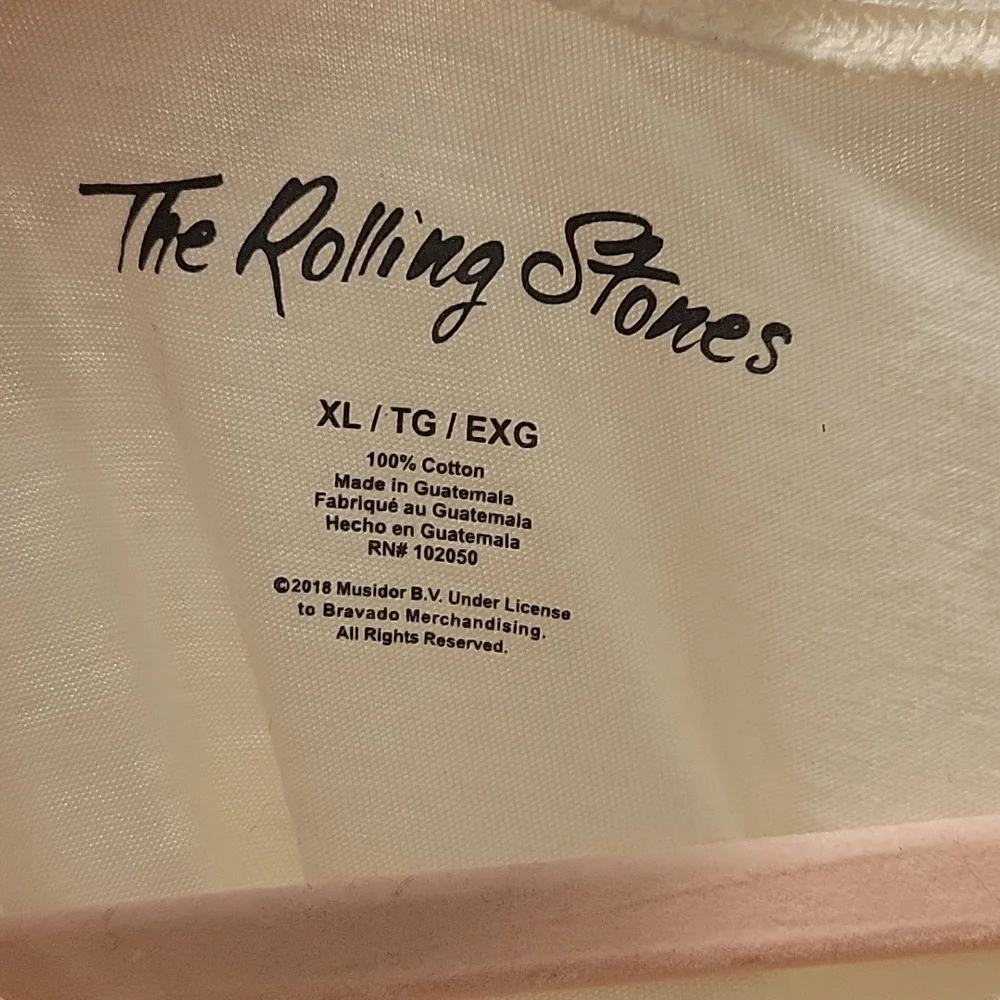 The Rolling Stones
XL / TG / EXG
100% Cotton
Made in Guatemala
Fabriqué au Guatemala
Hecho en Guatemala
RN# 102050
©2018 Musidor B.V. Under License
to Bravado Merchandising.
All Rights Reserved.